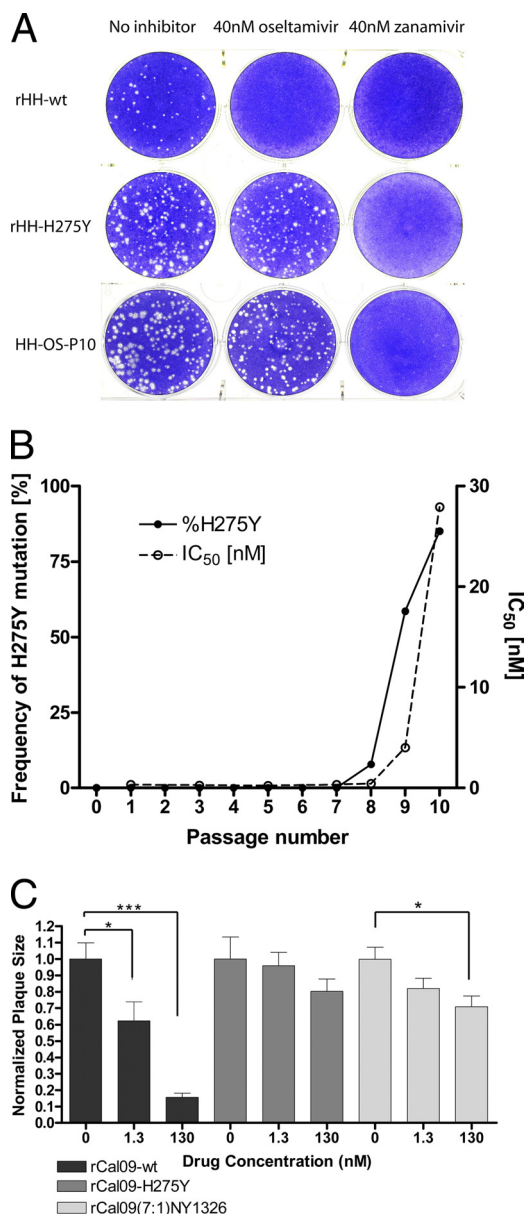 A
No inhibitor 40nM oseltamivir 40nM zanamivir
rHH-wt
rHH-H275Y
HH-OS-P10
B
Frequency of H275Y mutation [%]
100
75
50
25
0
%H275Y
IC50 [nM]
30
20
10
0
IC50 [nM]
0 1 2 3 4 5 6 7 8 9 10
Passage number
C
Normalized Plaque Size
1.2
1.1
1.0
0.9
0.8
0.7
0.6
0.5
0.4
0.3
0.2
0.1
0.0
***
*
*
0 1.3 130 0 1.3 130 0 1.3 130
Drug Concentration (nM)
rCal09-wt
rCal09-H275Y
rCal09(7:1)NY1326